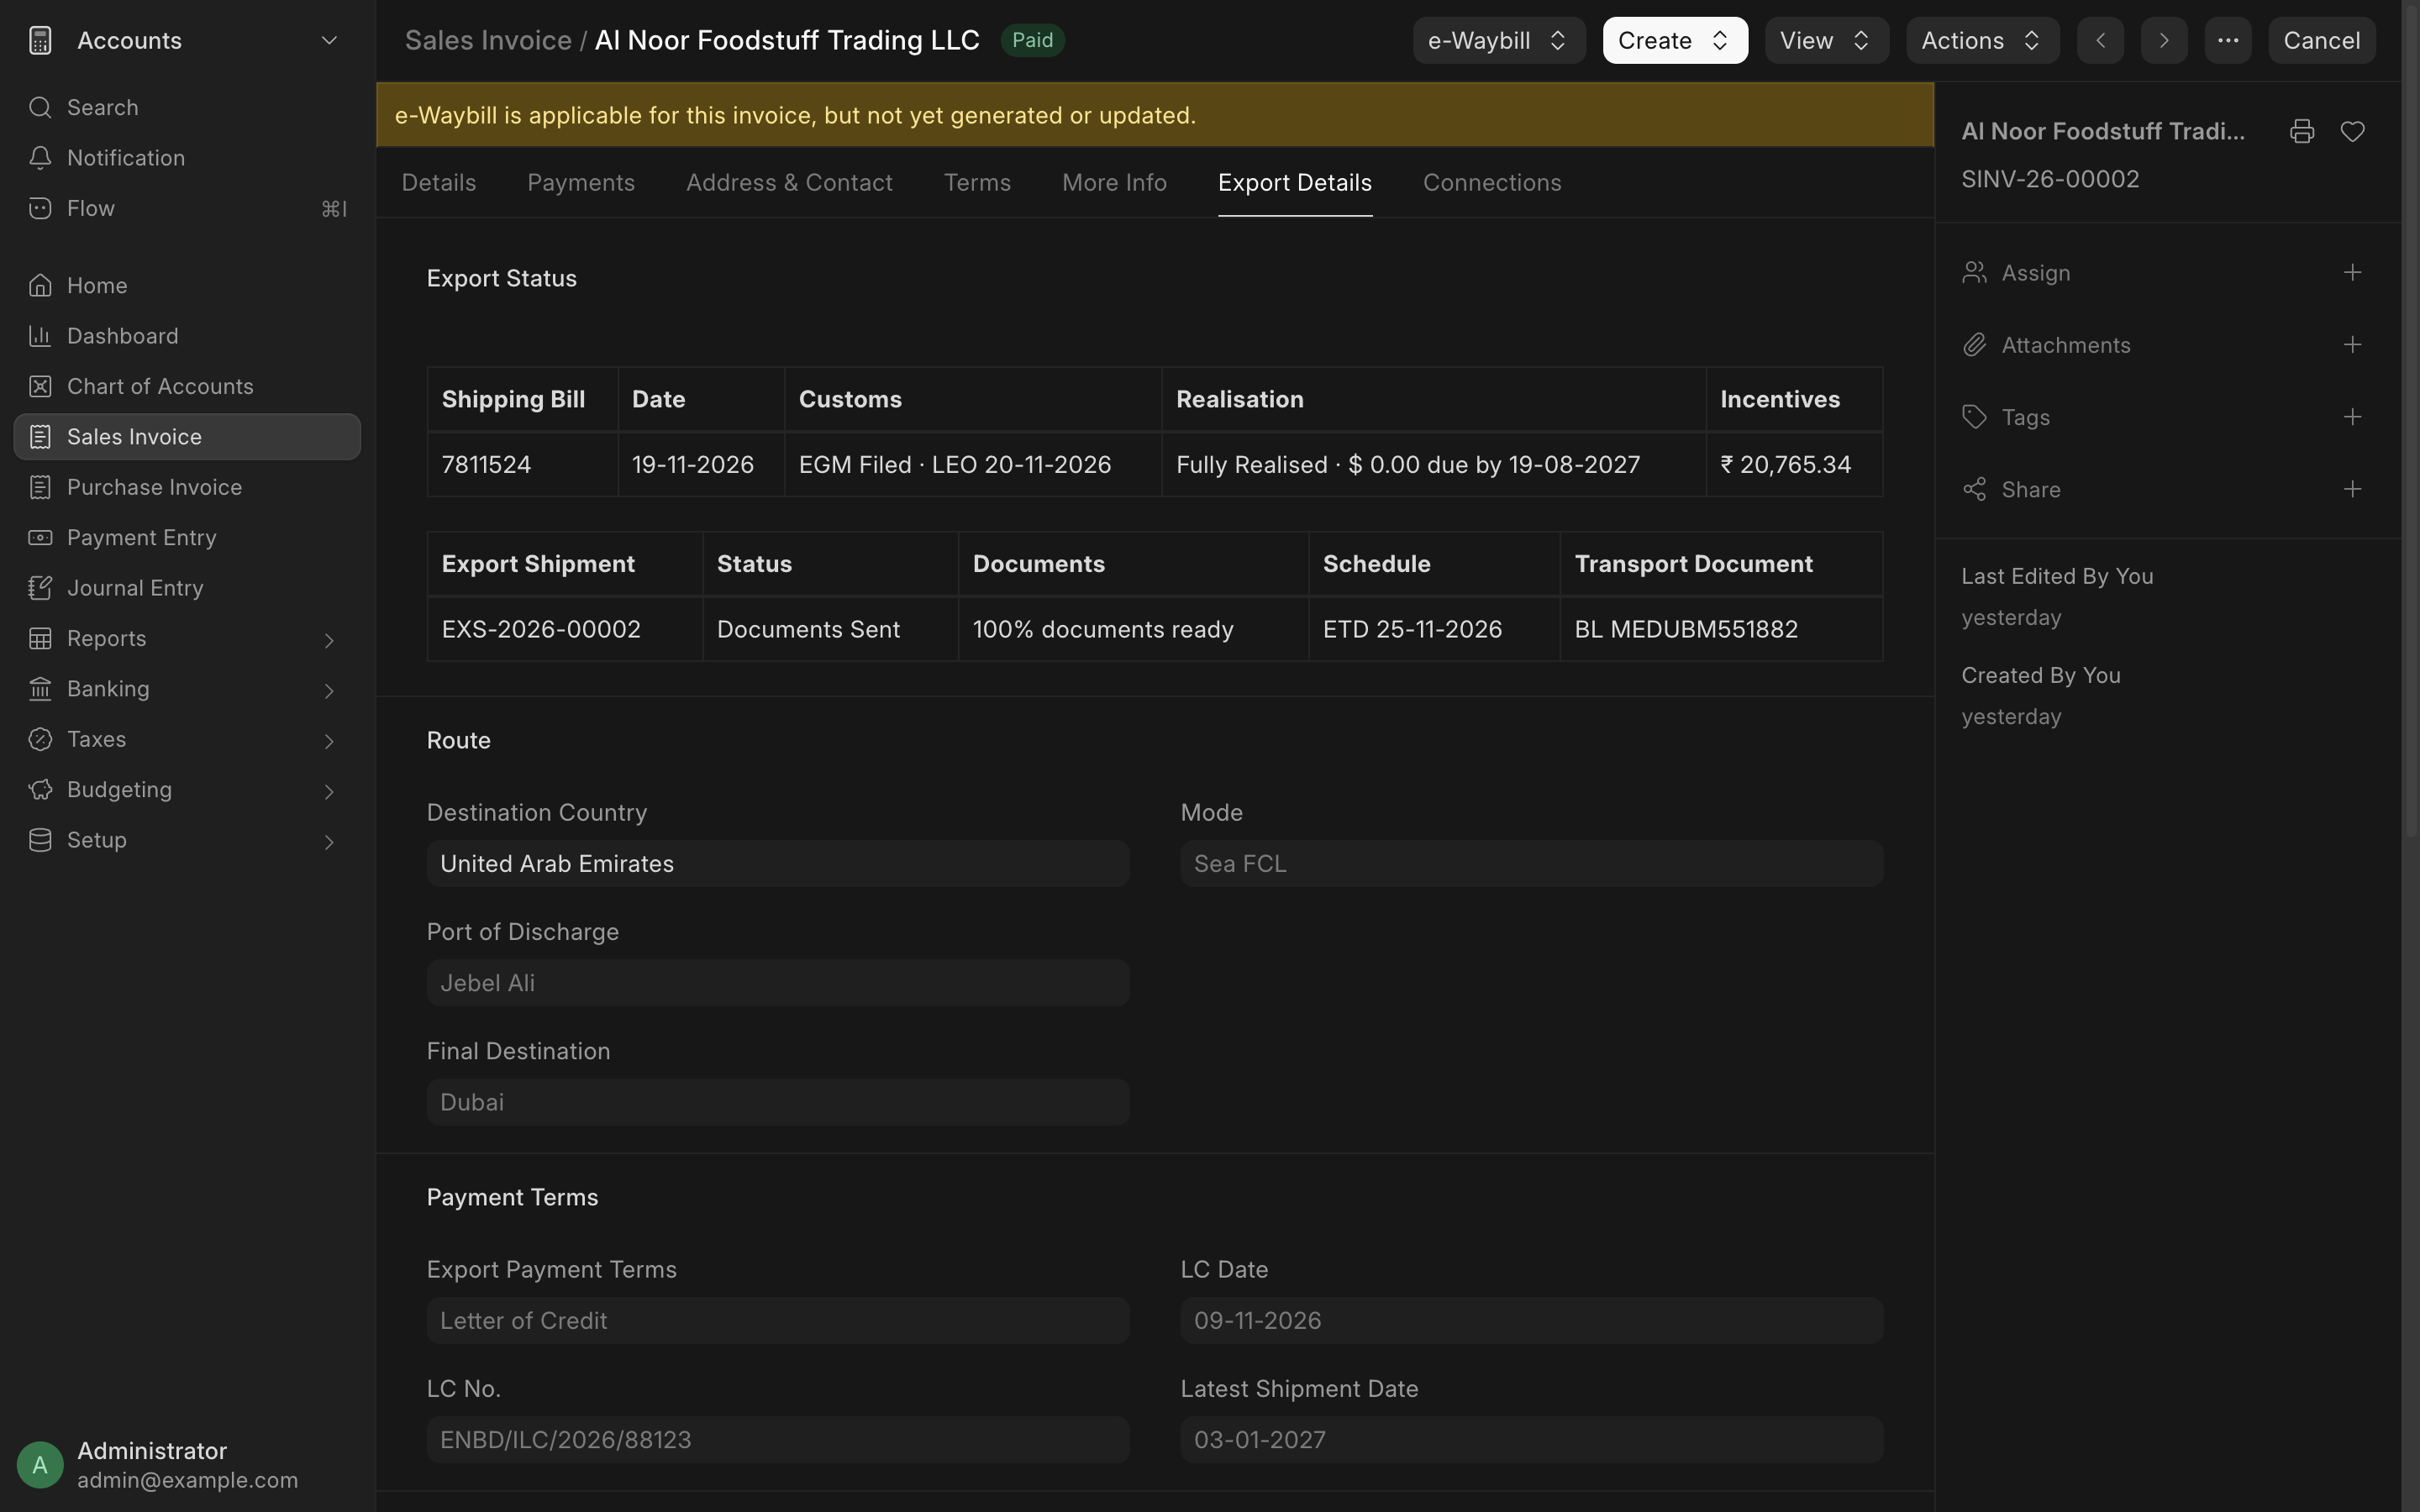 Accounts
Search
Notification
Flow ⌘I
Home
Dashboard
Chart of Accounts
Sales Invoice
Purchase Invoice
Payment Entry
Journal Entry
Reports
Banking
Taxes
Budgeting
Setup
A
Administrator
admin@example.com
Sales Invoice / Al Noor Foodstuff Trading LLC Paid
e-Waybill Create View Actions ··· Cancel
e-Waybill is applicable for this invoice, but not yet generated or updated.
Details Payments Address & Contact Terms More Info Export Details Connections
Export Status
Shipping Bill Date Customs Realisation Incentives
7811524 19-11-2026 EGM Filed · LEO 20-11-2026 Fully Realised · $ 0.00 due by 19-08-2027 ₹ 20,765.34
Export Shipment Status Documents Schedule Transport Document
EXS-2026-00002 Documents Sent 100% documents ready ETD 25-11-2026 BL MEDUBM551882
Route
Destination Country Mode
United Arab Emirates Sea FCL
Port of Discharge
Jebel Ali
Final Destination
Dubai
Payment Terms
Export Payment Terms LC Date
Letter of Credit 09-11-2026
LC No. Latest Shipment Date
ENBD/ILC/2026/88123 03-01-2027
Al Noor Foodstuff Tradi...
SINV-26-00002
Assign
Attachments
Tags
Share
Last Edited By You
yesterday
Created By You
yesterday